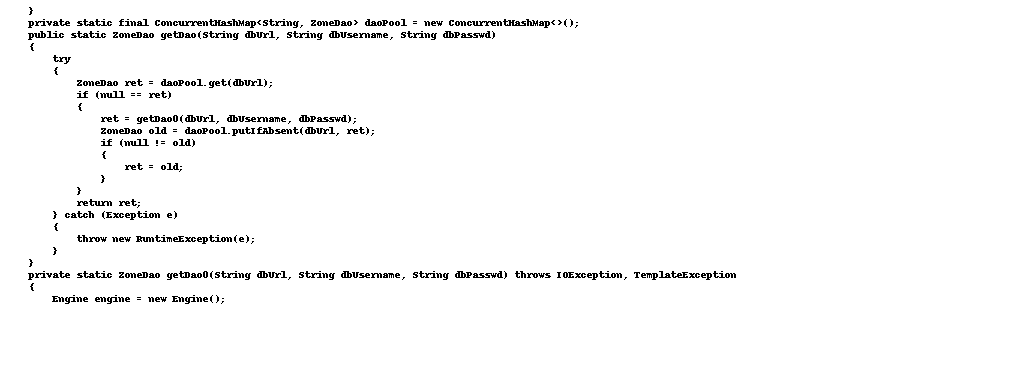 }
private static final ConcurrentHashMap<String, ZoneDao> daoPool = new ConcurrentHashMap<>();
public static ZoneDao getDao(String dbUrl, String dbUsername, String dbPasswd)
{
    try
    {
        ZoneDao ret = daoPool.get(dbUrl);
        if (null == ret)
        {
            ret = getDao0(dbUrl, dbUsername, dbPasswd);
            ZoneDao old = daoPool.putIfAbsent(dbUrl, ret);
            if (null != old)
            {
                ret = old;
            }
        }
        return ret;
    } catch (Exception e)
    {
        throw new RuntimeException(e);
    }
}
private static ZoneDao getDao0(String dbUrl, String dbUsername, String dbPasswd) throws IOException, TemplateException
{
    Engine engine = new Engine();